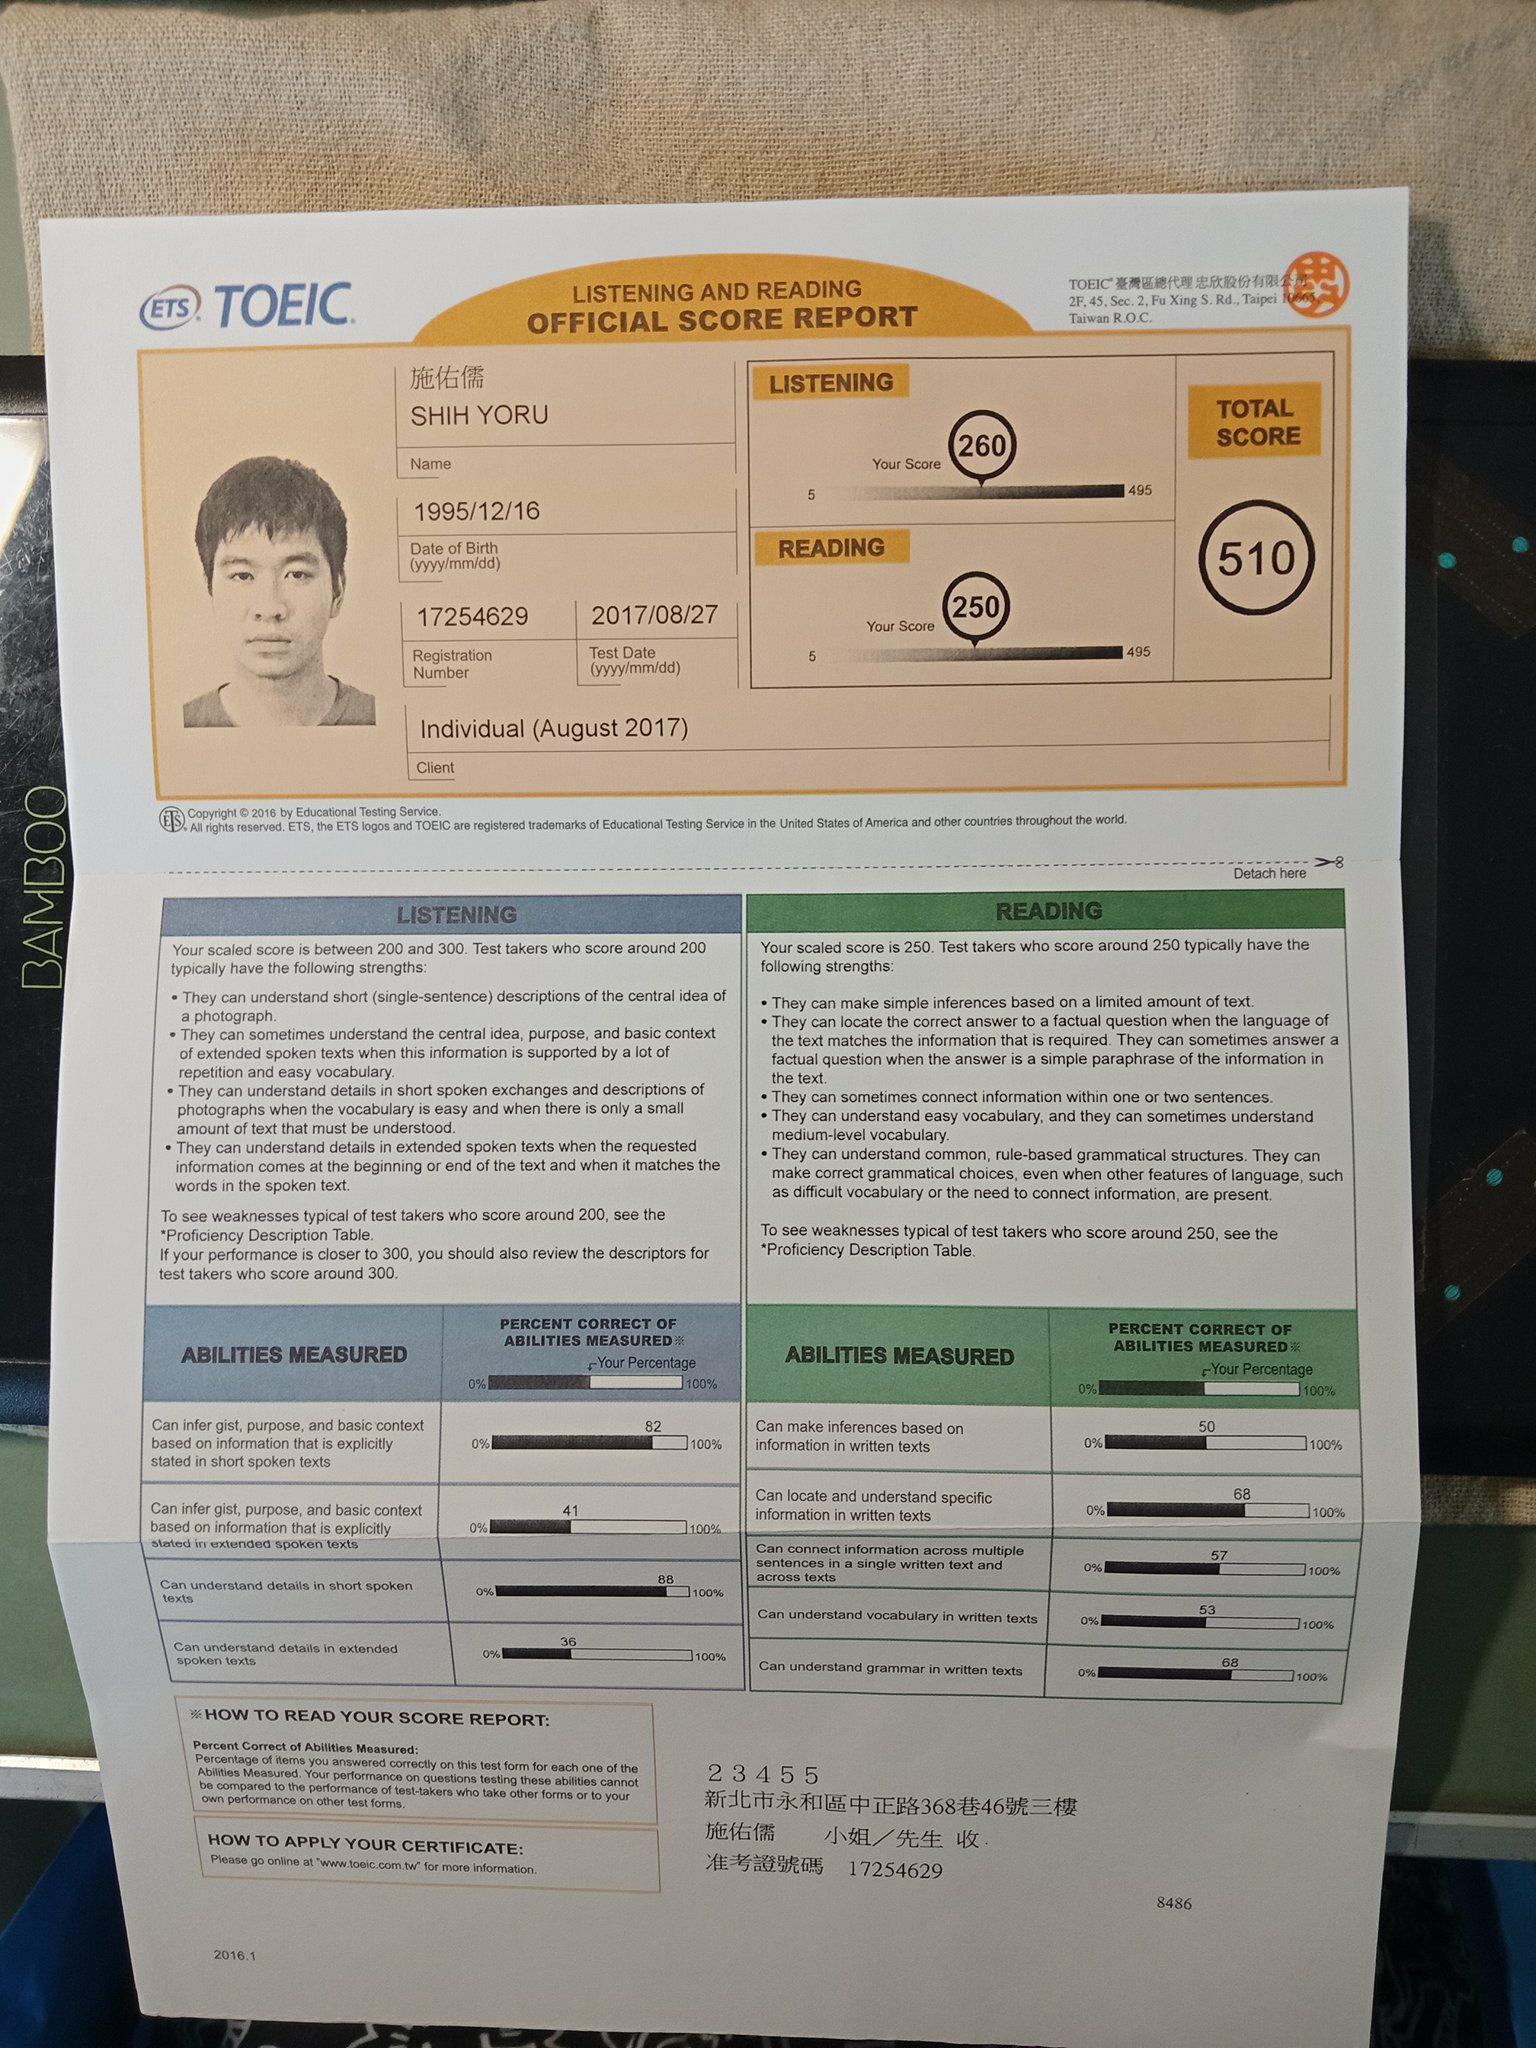 ETS TOEIC
LISTENING AND READING
OFFICIAL SCORE REPORT
TOEIC® 臺灣區總代理 忠欣股份有限公司
2F, 45, Sec. 2, Fu Xing S. Rd., Taipei 10665,
Taiwan R.O.C.
施佑儒
SHIH YORU
Name
1995/12/16
Date of Birth
(yyyy/mm/dd)
17254629
Registration
Number
2017/08/27
Test Date
(yyyy/mm/dd)
Individual (August 2017)
Client
LISTENING
260
Your Score
5
495
READING
250
Your Score
5
495
TOTAL
SCORE
510
ETS Copyright © 2016 by Educational Testing Service.
All rights reserved. ETS, the ETS logos and TOEIC are registered trademarks of Educational Testing Service in the United States of America and other countries throughout the world.
Detach here
BAMBOO
LISTENING
Your scaled score is between 200 and 300. Test takers who score around 200
typically have the following strengths:
• They can understand short (single-sentence) descriptions of the central idea of
a photograph.
• They can sometimes understand the central idea, purpose, and basic context
of extended spoken texts when this information is supported by a lot of
repetition and easy vocabulary.
• They can understand details in short spoken exchanges and descriptions of
photographs when the vocabulary is easy and when there is only a small
amount of text that must be understood.
• They can understand details in extended spoken texts when the requested
information comes at the beginning or end of the text and when it matches the
words in the spoken text.
To see weaknesses typical of test takers who score around 200, see the
*Proficiency Description Table.
If your performance is closer to 300, you should also review the descriptors for
test takers who score around 300.
ABILITIES MEASURED
PERCENT CORRECT OF
ABILITIES MEASURED※
Your Percentage
0% 100%
Can infer gist, purpose, and basic context
based on information that is explicitly
stated in short spoken texts
82
0% 100%
Can infer gist, purpose, and basic context
based on information that is explicitly
stated in extended spoken texts
41
0% 100%
Can understand details in short spoken
texts
88
0% 100%
Can understand details in extended
spoken texts
36
0% 100%
READING
Your scaled score is 250. Test takers who score around 250 typically have the
following strengths:
• They can make simple inferences based on a limited amount of text.
• They can locate the correct answer to a factual question when the language of
the text matches the information that is required. They can sometimes answer a
factual question when the answer is a simple paraphrase of the information in
the text.
• They can sometimes connect information within one or two sentences.
• They can understand easy vocabulary, and they can sometimes understand
medium-level vocabulary.
• They can understand common, rule-based grammatical structures. They can
make correct grammatical choices, even when other features of language, such
as difficult vocabulary or the need to connect information, are present.
To see weaknesses typical of test takers who score around 250, see the
*Proficiency Description Table.
ABILITIES MEASURED
PERCENT CORRECT OF
ABILITIES MEASURED※
Your Percentage
0% 100%
Can make inferences based on
information in written texts
50
0% 100%
Can locate and understand specific
information in written texts
68
0% 100%
Can connect information across multiple
sentences in a single written text and
across texts
57
0% 100%
Can understand vocabulary in written texts
53
0% 100%
Can understand grammar in written texts
68
0% 100%
※HOW TO READ YOUR SCORE REPORT:
Percent Correct of Abilities Measured:
Percentage of items you answered correctly on this test form for each one of the
Abilities Measured. Your performance on questions testing these abilities cannot
be compared to the performance of test-takers who take other forms or to your
own performance on other test forms.
HOW TO APPLY YOUR CERTIFICATE:
Please go online at "www.toeic.com.tw" for more information.
23455
新北市永和區中正路368巷46號三樓
施佑儒 小姐／先生 收.
准考證號碼 17254629
8486
2016.1